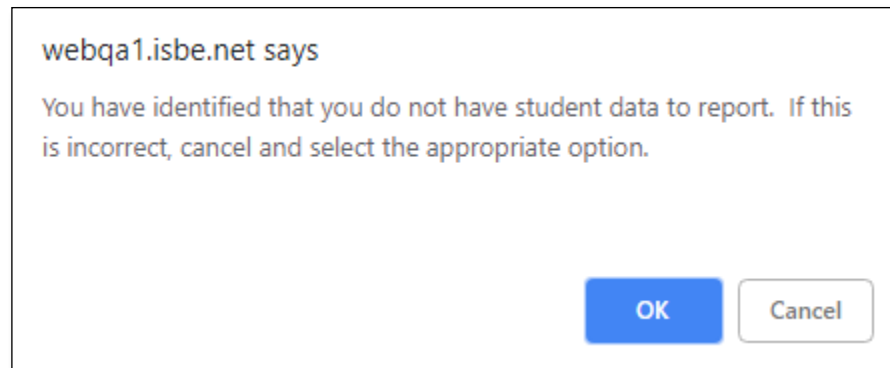 webqa1.isbe.net says
You have identified that you do not have student data to report.  If this
is incorrect, cancel and select the appropriate option.
OK
Cancel